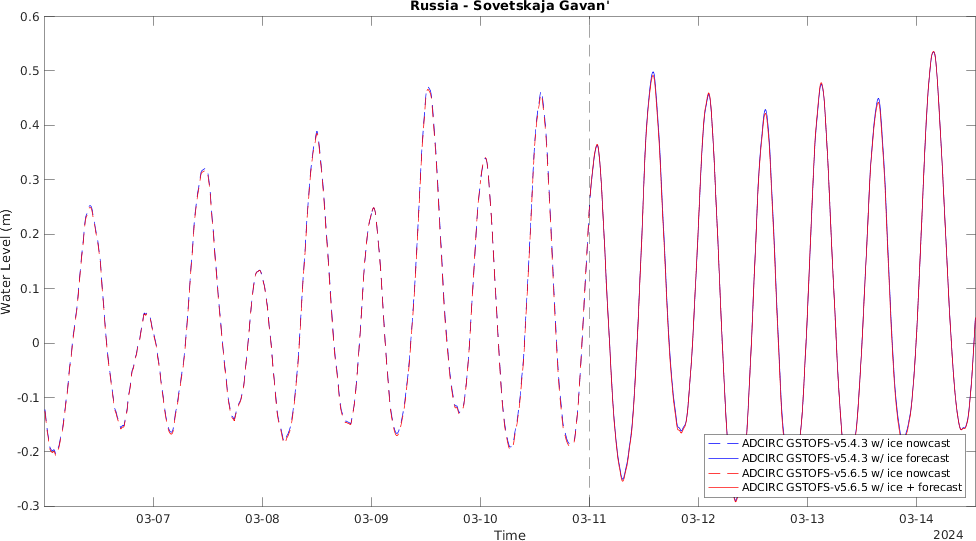 Russia - Sovetskaja Gavan'
0.6
0.5
0.4
0.3
0.2
0.1
0
-0.1
-0.2
-0.3
Water Level (m)
ADCIRC GSTOFS-v5.4.3 w/ ice nowcast
ADCIRC GSTOFS-v5.4.3 w/ ice forecast
ADCIRC GSTOFS-v5.6.5 w/ ice nowcast
ADCIRC GSTOFS-v5.6.5 w/ ice + forecast
03-07 03-08 03-09 03-10 03-11 03-12 03-13 03-14
Time
2024